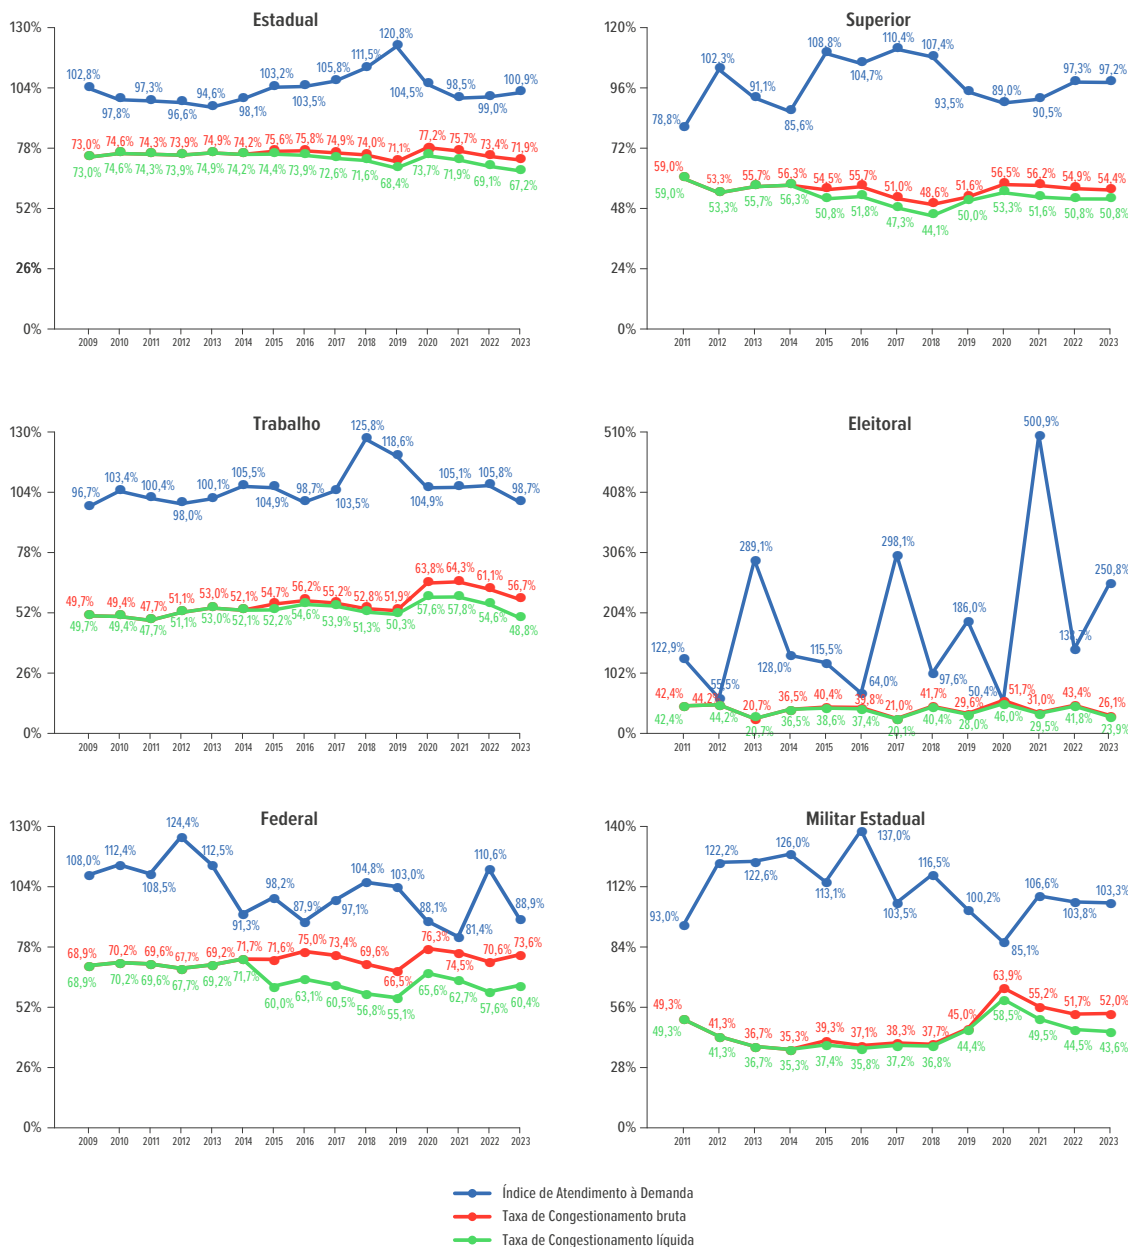 Estadual
130%
104%
78%
52%
26%
0%
102,8% 97,8% 97,3% 96,6% 94,6% 98,1% 103,2% 103,5% 105,8% 111,5% 120,8% 104,5% 98,5% 99,0% 100,9%
73,0% 74,6% 74,3% 73,9% 74,9% 74,2% 75,6% 75,8% 74,9% 74,0% 71,1% 77,2% 75,7% 73,4% 71,9%
73,0% 74,6% 74,3% 73,9% 74,9% 74,2% 74,4% 73,9% 72,6% 71,6% 68,4% 73,7% 71,9% 69,1% 67,2%
2009 2010 2011 2012 2013 2014 2015 2016 2017 2018 2019 2020 2021 2022 2023
Superior
120%
96%
72%
48%
24%
0%
78,8% 102,3% 91,1% 85,6% 108,8% 104,7% 110,4% 107,4% 93,5% 89,0% 90,5% 97,3% 97,2%
59,0% 53,3% 55,7% 56,3% 54,5% 55,7% 51,0% 48,6% 51,6% 56,5% 56,2% 54,9% 54,4%
59,0% 53,3% 55,7% 56,3% 50,8% 51,8% 47,3% 44,1% 50,0% 53,3% 51,6% 50,8% 50,8%
2011 2012 2013 2014 2015 2016 2017 2018 2019 2020 2021 2022 2023
Trabalho
130%
104%
78%
52%
26%
0%
96,7% 103,4% 100,4% 98,0% 100,1% 105,5% 104,9% 98,7% 103,5% 125,8% 118,6% 104,9% 105,1% 105,8% 98,7%
49,7% 49,4% 47,7% 51,1% 53,0% 52,1% 54,7% 56,2% 55,2% 52,8% 51,9% 63,8% 64,3% 61,1% 56,7%
49,7% 49,4% 47,7% 51,1% 53,0% 52,1% 52,2% 54,6% 53,9% 51,3% 50,3% 57,6% 57,8% 54,6% 48,8%
2009 2010 2011 2012 2013 2014 2015 2016 2017 2018 2019 2020 2021 2022 2023
Eleitoral
510%
408%
306%
204%
102%
0%
122,9% 55,5% 289,1% 128,0% 115,5% 64,0% 298,1% 97,6% 186,0% 50,4% 500,9% 250,8%
42,4% 44,2% 20,7% 36,5% 40,4% 39,8% 21,0% 41,7% 29,6% 51,7% 31,0% 43,4% 26,1%
42,4% 44,2% 20,7% 36,5% 38,6% 37,4% 20,1% 40,4% 28,0% 46,0% 29,5% 41,8% 23,9%
2011 2012 2013 2014 2015 2016 2017 2018 2019 2020 2021 2022 2023
Federal
130%
104%
78%
52%
26%
0%
108,0% 112,4% 108,5% 124,4% 112,5% 91,3% 98,2% 87,9% 97,1% 104,8% 103,0% 88,1% 81,4% 110,6% 88,9%
68,9% 70,2% 69,6% 67,7% 69,2% 71,7% 71,6% 75,0% 73,4% 69,6% 66,5% 76,3% 74,5% 70,6% 73,6%
68,9% 70,2% 69,6% 67,7% 69,2% 71,7% 60,0% 63,1% 60,5% 56,8% 55,1% 65,6% 62,7% 57,6% 60,4%
2009 2010 2011 2012 2013 2014 2015 2016 2017 2018 2019 2020 2021 2022 2023
Militar Estadual
140%
112%
84%
56%
28%
0%
93,0% 122,2% 122,6% 126,0% 113,1% 137,0% 103,5% 116,5% 100,2% 85,1% 106,6% 103,8% 103,3%
49,3% 41,3% 36,7% 35,3% 39,3% 37,1% 38,3% 37,7% 45,0% 63,9% 55,2% 51,7% 52,0%
49,3% 41,3% 36,7% 35,3% 37,4% 35,8% 37,2% 36,8% 44,4% 58,5% 49,5% 44,5% 43,6%
2011 2012 2013 2014 2015 2016 2017 2018 2019 2020 2021 2022 2023
Índice de Atendimento à Demanda
Taxa de Congestionamento bruta
Taxa de Congestionamento líquida